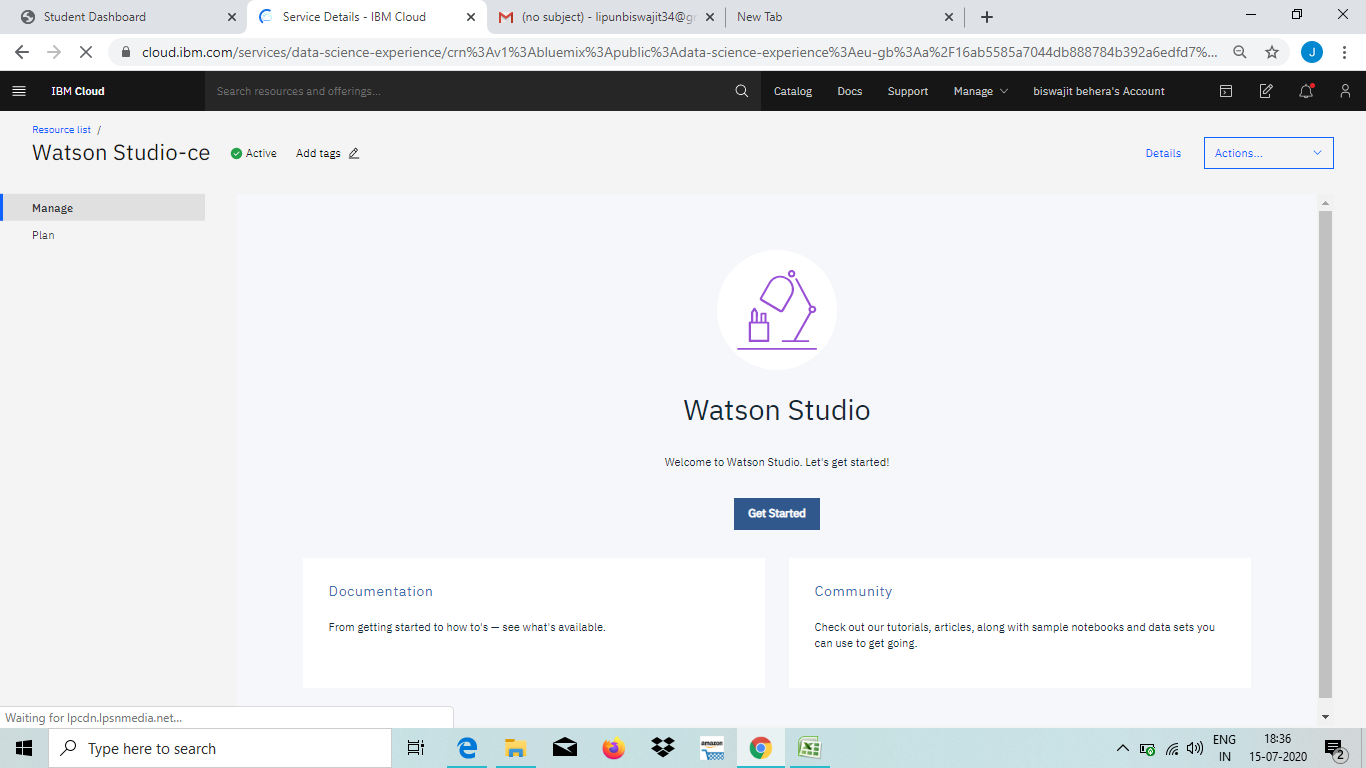 Student Dashboard
Service Details - IBM Cloud
(no subject) - lipunbiswajit34@g
New Tab
cloud.ibm.com/services/data-science-experience/crn%3Av1%3Abluemix%3Apublic%3Adata-science-experience%3Aeu-gb%3Aa%2F16ab5585a7044db888784b392a6edfd7%...
J
IBM Cloud
Search resources and offerings...
Catalog
Docs
Support
Manage
biswajit behera's Account
Resource list /
Watson Studio-ce
Active
Add tags
Details
Actions...
Manage
Plan
Watson Studio
Welcome to Watson Studio. Let's get started!
Get Started
Documentation
From getting started to how to's — see what's available.
Community
Check out our tutorials, articles, along with sample notebooks and data sets you
can use to get going.
Waiting for lpcdn.lpsnmedia.net...
Type here to search
amazon
ENG
IN
18:36
15-07-2020
2